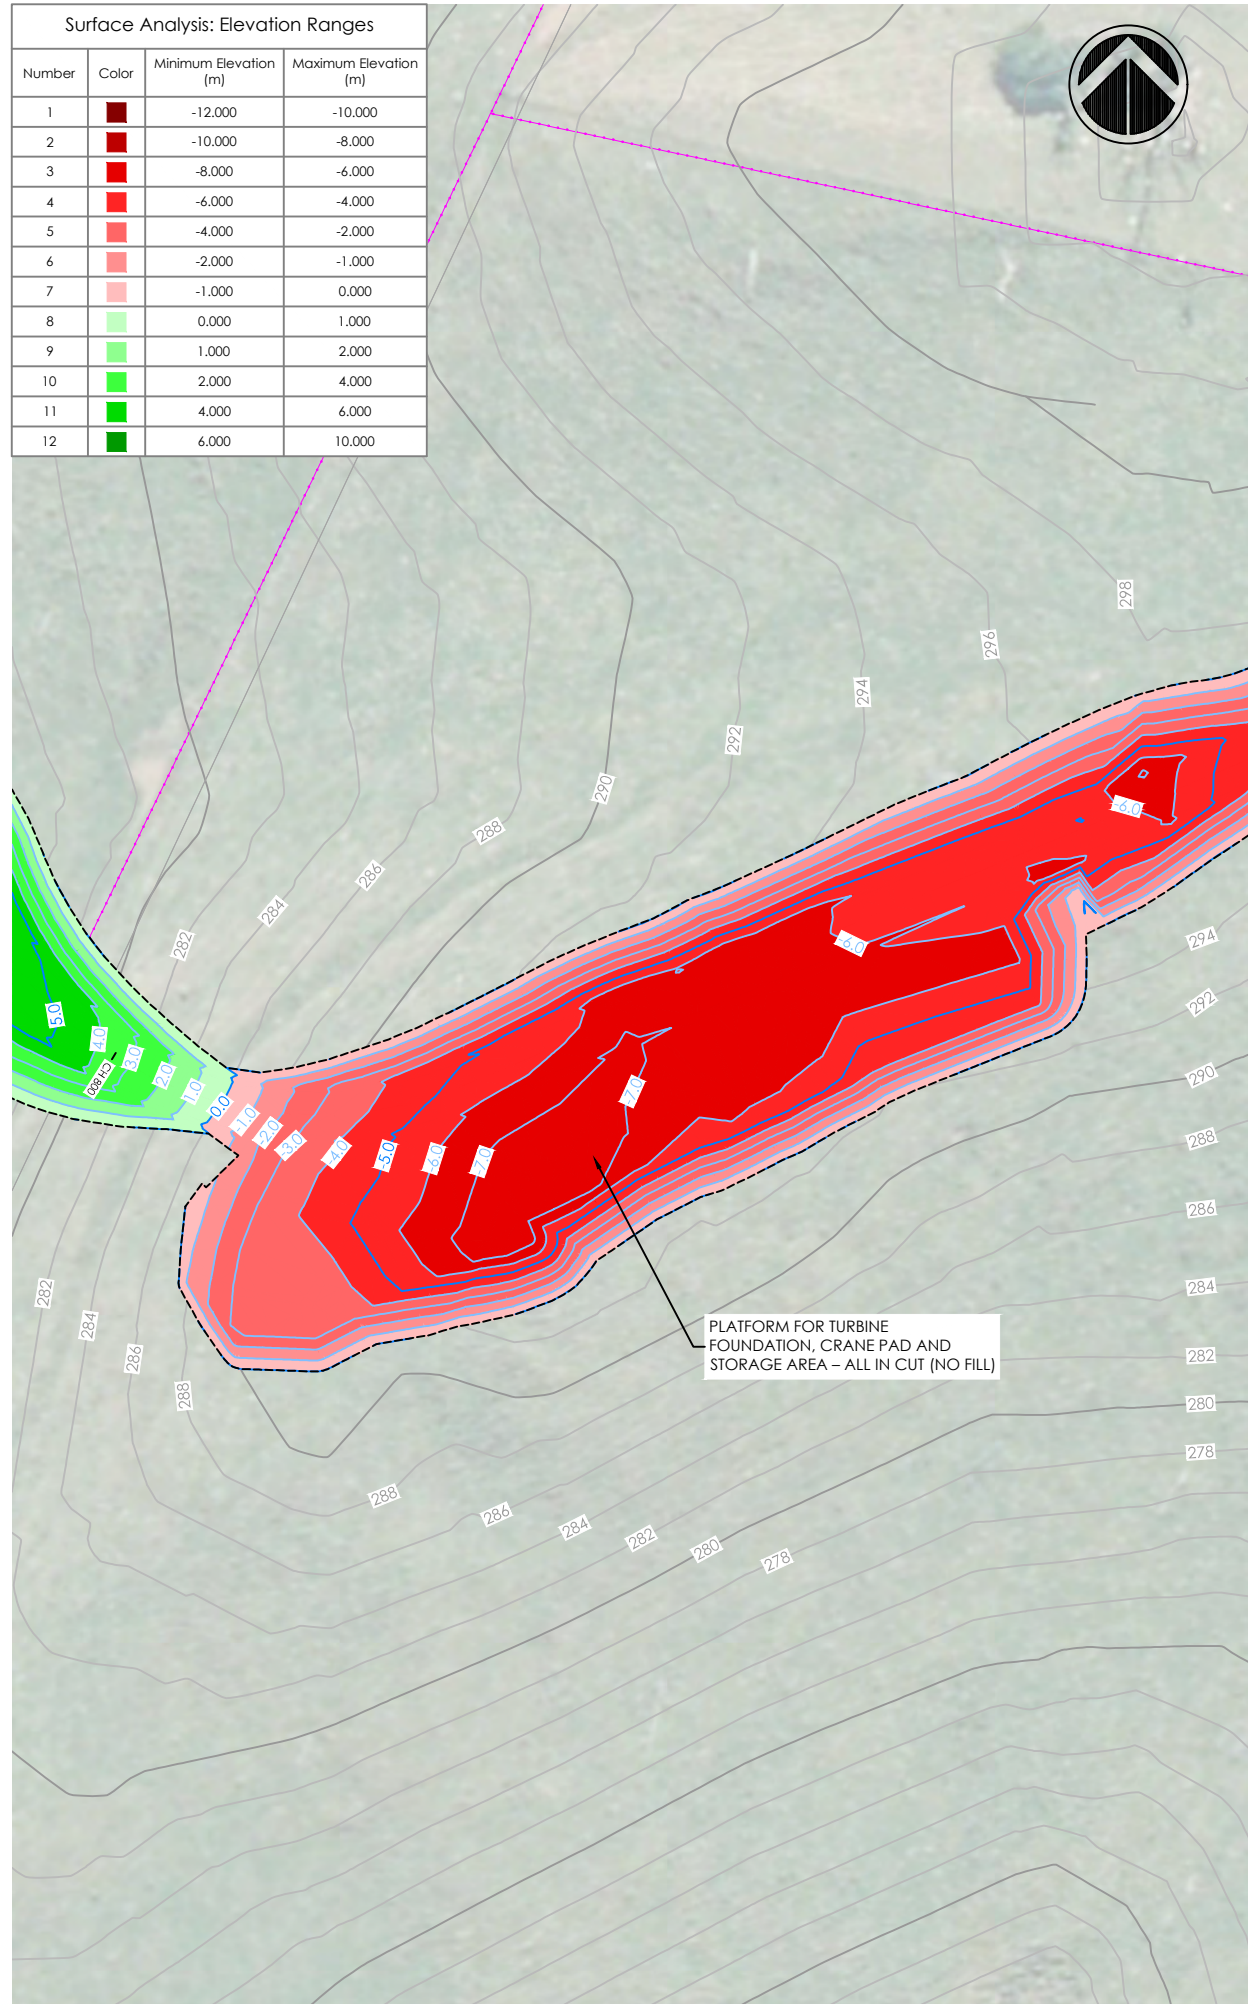 Surface Analysis: Elevation Ranges
Number Color Minimum Elevation (m) Maximum Elevation (m)
1 -12.000 -10.000
2 -10.000 -8.000
3 -8.000 -6.000
4 -6.000 -4.000
5 -4.000 -2.000
6 -2.000 -1.000
7 -1.000 0.000
8 0.000 1.000
9 1.000 2.000
10 2.000 4.000
11 4.000 6.000
12 6.000 10.000
298
296
294
292
290
288
286
284
282
-6.0
-6.0
294
292
290
288
286
284
282
280
278
5.0
4.0
3.0
2.0
1.0
0.0
-1.0
-2.0
-3.0
-4.0
-5.0
-6.0
-7.0
-7.0
CH 800
282
284
286
288
PLATFORM FOR TURBINE
FOUNDATION, CRANE PAD AND
STORAGE AREA – ALL IN CUT (NO FILL)
288
286
284
282
280
278